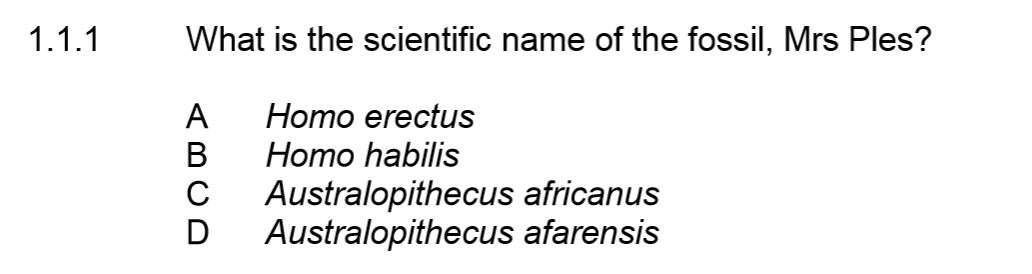 1.1.1 What is the scientific name of the fossil, Mrs Ples?
A Homo erectus
B Homo habilis
C Australopithecus africanus
D Australopithecus afarensis